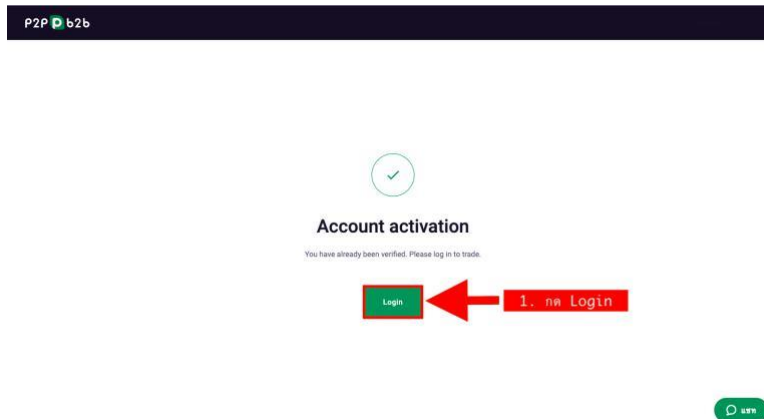 P2P b2b
Account activation
You have already been verified. Please log in to trade.
Login
1. กด Login
แชท